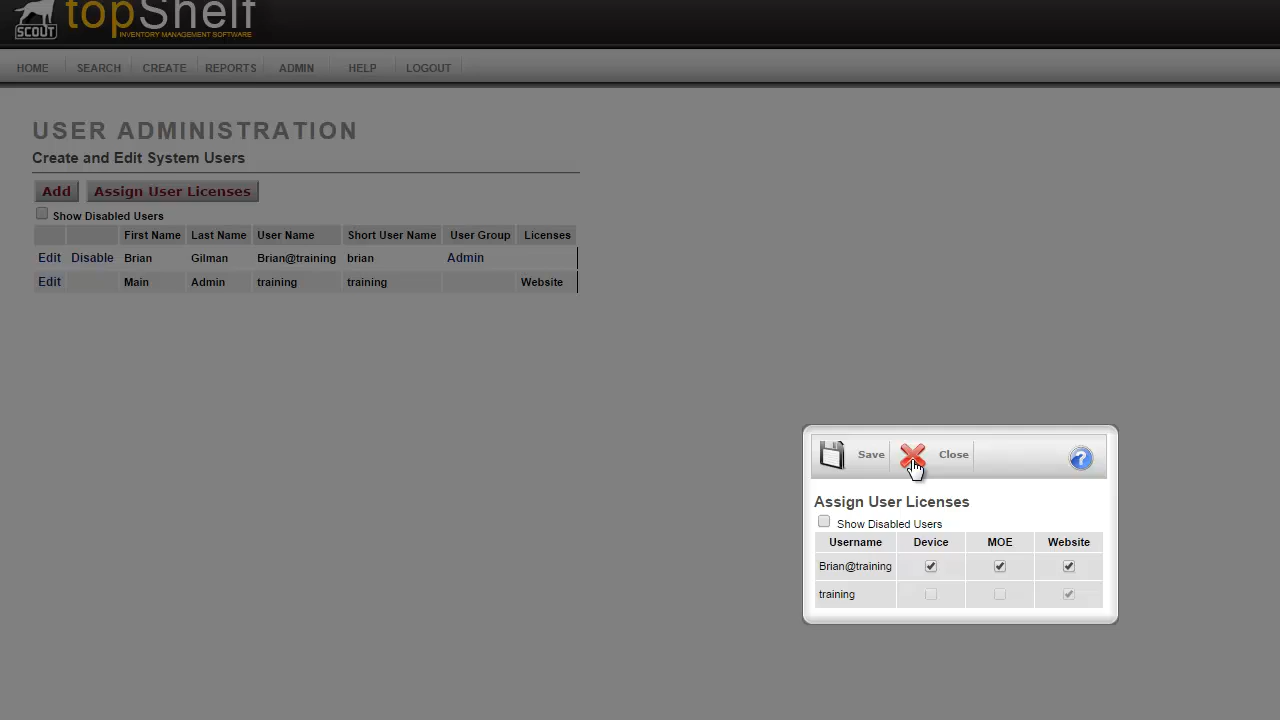 SCOUT topShelf
INVENTORY MANAGEMENT SOFTWARE
HOME SEARCH CREATE REPORTS ADMIN HELP LOGOUT
USER ADMINISTRATION
Create and Edit System Users
Add Assign User Licenses
Show Disabled Users
First Name Last Name User Name Short User Name User Group Licenses
Edit Disable Brian Gilman Brian@training brian Admin
Edit Main Admin training training Website
Save Close ?
Assign User Licenses
Show Disabled Users
Username Device MOE Website
Brian@training
training